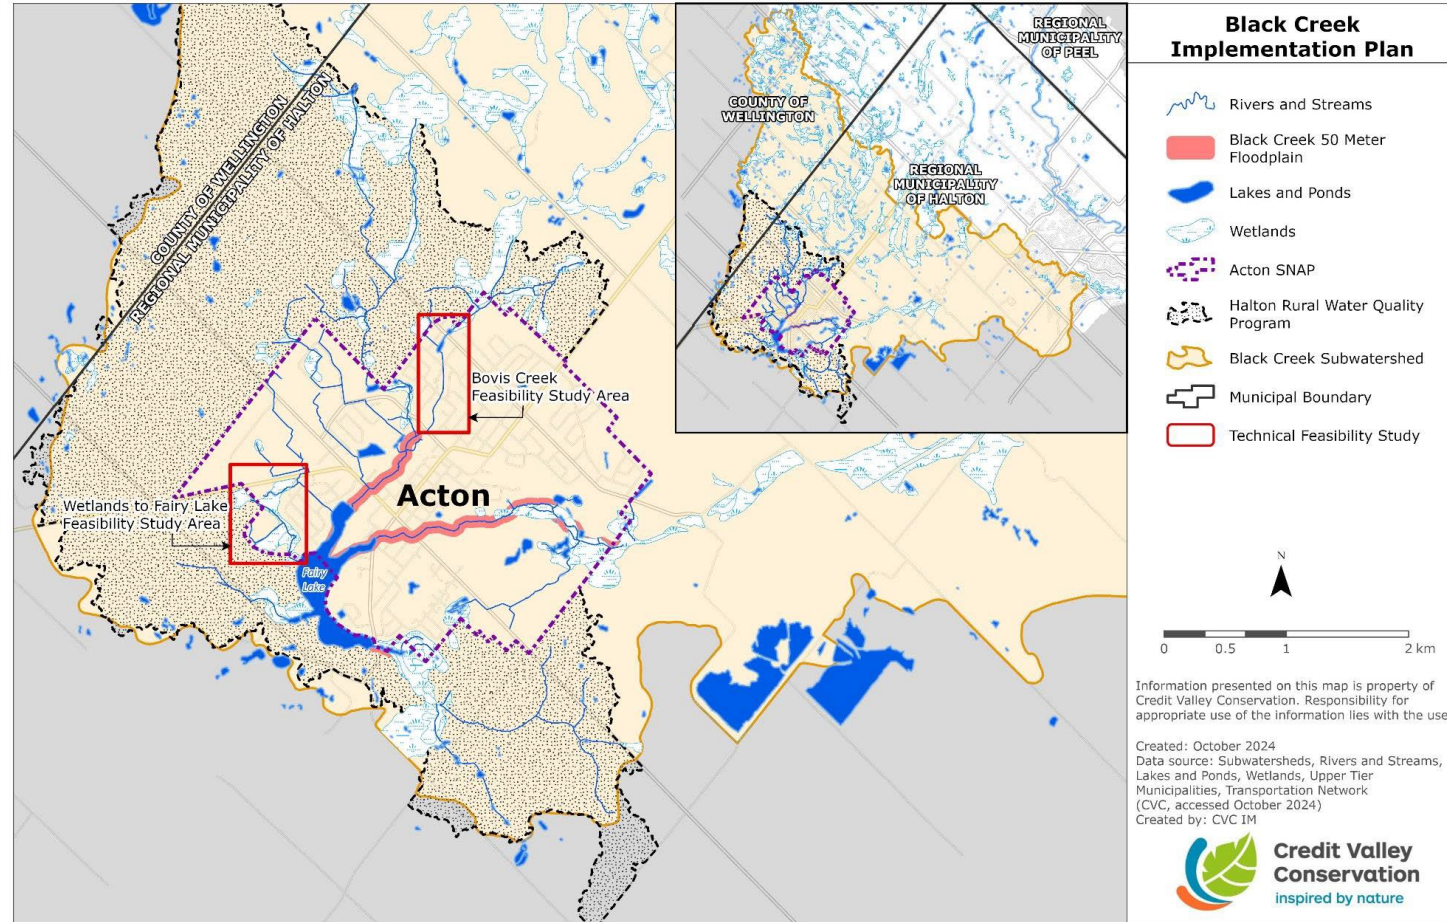 Black Creek
Implementation Plan
Rivers and Streams
Black Creek 50 Meter
Floodplain
Lakes and Ponds
Wetlands
Acton SNAP
Halton Rural Water Quality
Program
Black Creek Subwatershed
Municipal Boundary
Technical Feasibility Study
N
0 0.5 1 2 km
Information presented on this map is property of
Credit Valley Conservation. Responsibility for
appropriate use of the information lies with the use
Created: October 2024
Data source: Subwatersheds, Rivers and Streams,
Lakes and Ponds, Wetlands, Upper Tier
Municipalities, Transportation Network
(CVC, accessed October 2024)
Created by: CVC IM
Credit Valley
Conservation
inspired by nature
COUNTY OF WELLINGTON
REGIONAL MUNICIPALITY OF HALTON
Bovis Creek
Feasibility Study Area
Acton
Wetlands to Fairy Lake
Feasibility Study Area
Fairy
Lake
REGIONAL
MUNICIPALITY
OF PEEL
COUNTY OF
WELLINGTON
REGIONAL
MUNICIPALITY
OF HALTON